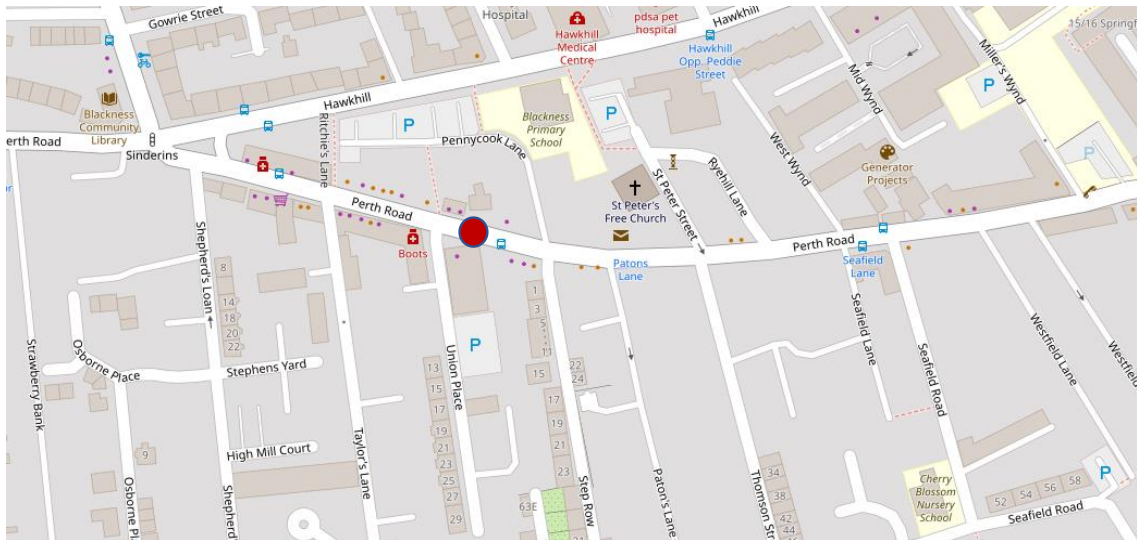 Gowrie Street
Hospital
Hawkhill
Medical
Centre
pdsa pet
hospital
Hawkhill
Hawkhill
Opp. Peddie
Street
15/16 Springf
Miller's Wynd
Mid Wynd
West Wynd
P
P
P
P
Blackness
Community
Library
Hawkhill
Ritchie's Lane
Pennycook Lane
Blackness
Primary
School
erth Road
Sinderins
Ryehill Lane
St Peter Street
Generator
Projects
St Peter's
Free Church
Perth Road
Perth Road
Boots
Patons
Lane
Seafield
Lane
Shepherd's Loan
8
14
18
20
22
Osborne Place
Stephens Yard
Strawberry Bank
Union Place
P
1
3
5
11
13
15
17
19
21
23
25
27
29
15
17
19
21
23
22
24
Taylor's Lane
High Mill Court
9
Osborne Pla
Shepherd'
63E
Step Row
Paton's Lane
Thomson Str
34
38
42
44
Seafield Lane
Seafield Road
Westfield Lane
Westfield
Cherry
Blossom
Nursery
School
52
54
56
58
P
Seafield Road